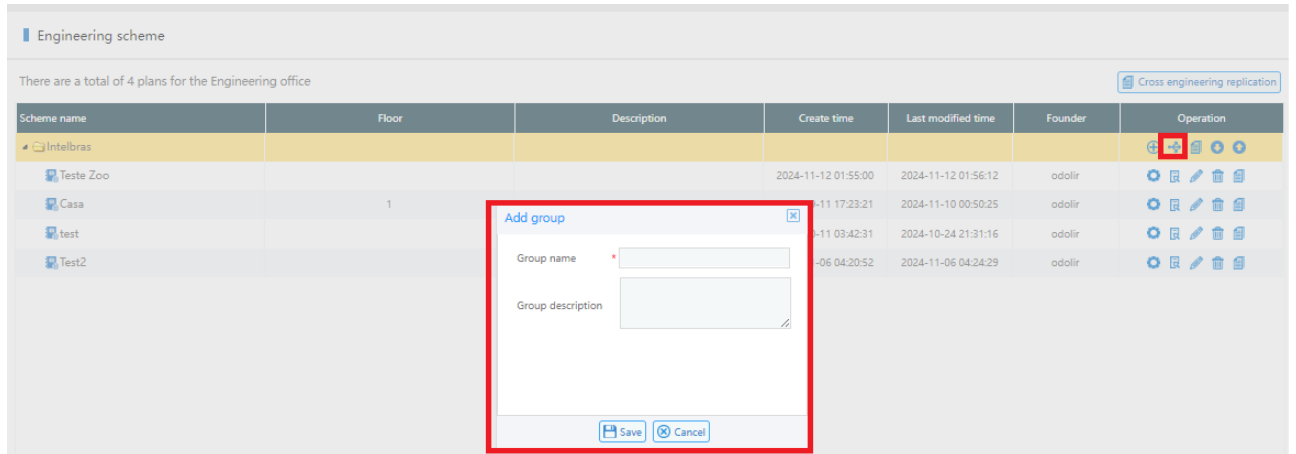 Engineering scheme
There are a total of 4 plans for the Engineering office
Cross engineering replication
Scheme name Floor Description Create time Last modified time Founder Operation
Intelbras
Teste Zoo 2024-11-12 01:55:00 2024-11-12 01:56:12 odolir
Casa 1 -11 17:23:21 2024-11-10 00:50:25 odolir
test -11 03:42:31 2024-10-24 21:31:16 odolir
Test2 -06 04:20:52 2024-11-06 04:24:29 odolir
Add group
Group name *
Group description
Save Cancel